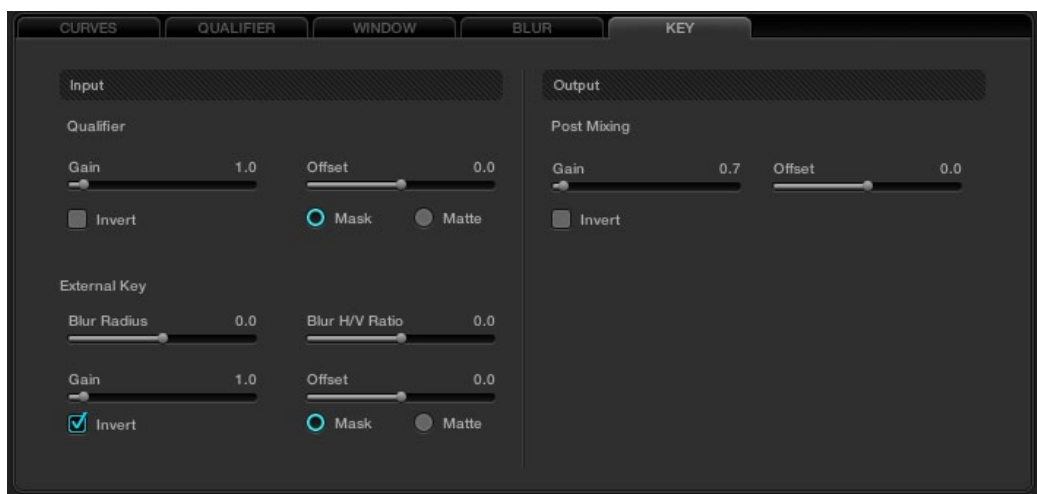 CURVES QUALIFIER WINDOW BLUR KEY
Input
Qualifier
Gain 1.0 Offset 0.0
Invert Mask Matte
External Key
Blur Radius 0.0 Blur H/V Ratio 0.0
Gain 1.0 Offset 0.0
Invert Mask Matte
Output
Post Mixing
Gain 0.7 Offset 0.0
Invert